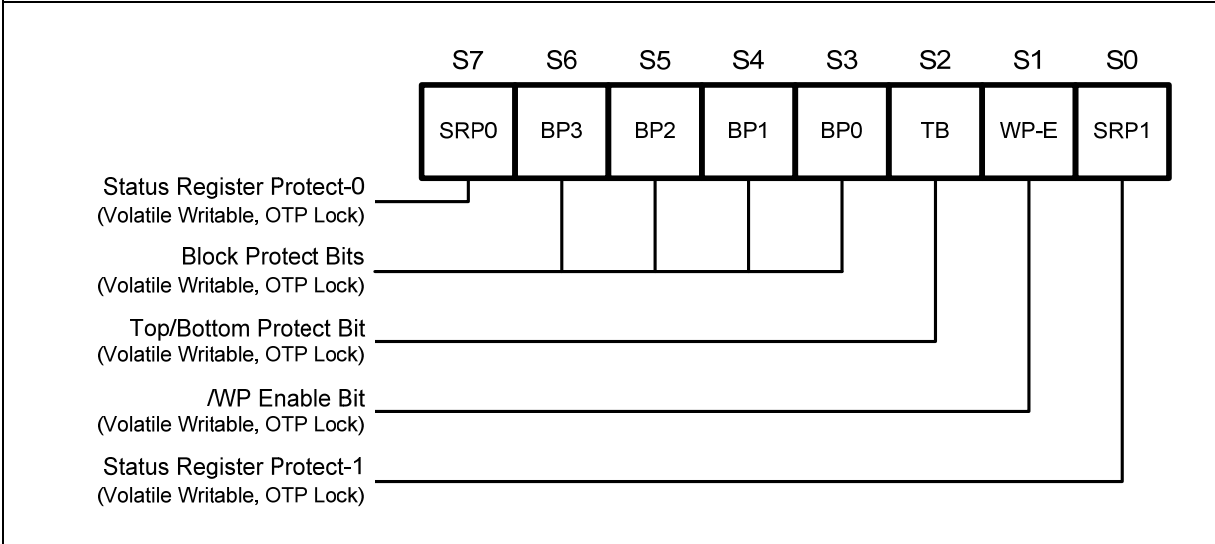 S7 S6 S5 S4 S3 S2 S1 S0
SRP0 BP3 BP2 BP1 BP0 TB WP-E SRP1
Status Register Protect-0
(Volatile Writable, OTP Lock)
Block Protect Bits
(Volatile Writable, OTP Lock)
Top/Bottom Protect Bit
(Volatile Writable, OTP Lock)
/WP Enable Bit
(Volatile Writable, OTP Lock)
Status Register Protect-1
(Volatile Writable, OTP Lock)